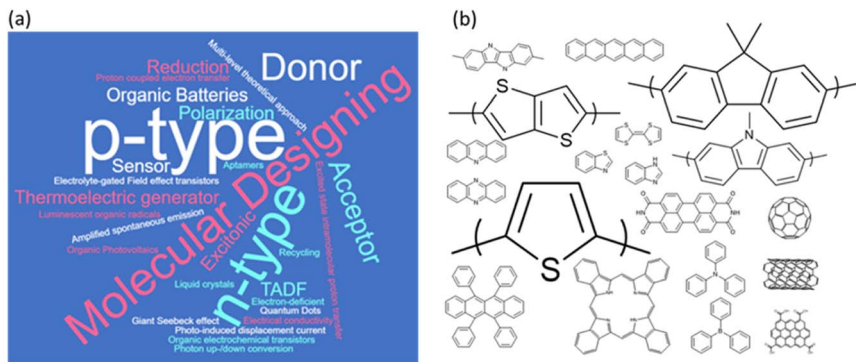 (a)
Reduction
Proton coupled electron transfer
Multi-level theoretical approach
Donor
Organic Batteries
Polarization
p-type
Sensor
Aptamers
Molecular Designing
Electrolyte-gated Field effect transistors
Thermoelectric generator
Luminescent organic radicals
Amplified spontaneous emission
Organic Photovoltaics
Excitonic
n-type
Acceptor
Excited state intramolecular proton transfer
Recycling
Liquid crystals
TADF
Electron-deficient
Quantum Dots
Giant Seebeck effect
Electrical conductivity
Photo-induced displacement current
Organic electrochemical transistors
Photon up-/down conversion
(b)
S
S
N
S
S
S
S
S
N
N
N
N
H
N
N
N
O
O
HN
NH
O
O
S
N
B